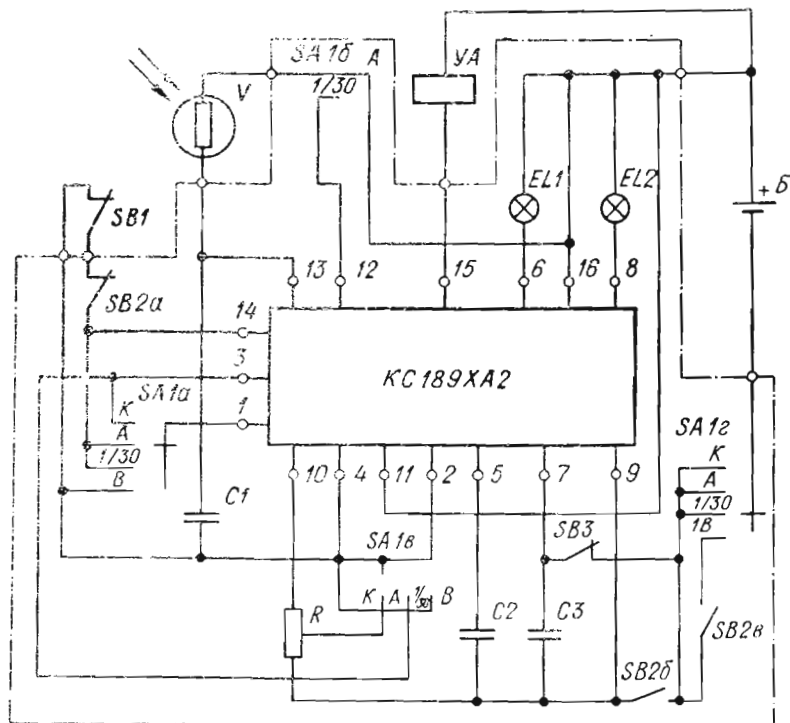 SA1б A
1/30
УА
V
EL1
EL2
+ Б
SB1
SB2а
13
12
15
6
16
8
14
3
1
КС189ХА2
SA1а
К
А
1/30
В
10
4
11
2
5
7
9
SA1г
К
А
1/30
1В
C1
SA1в
К А 1/30 В
SB3
R
C2
C3
SB2б
SB2в